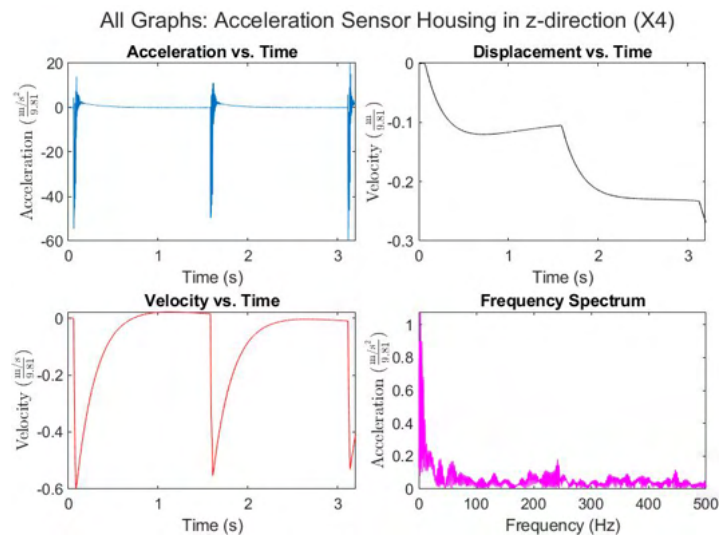 All Graphs: Acceleration Sensor Housing in z-direction (X4)
Acceleration vs. Time
Acceleration (m/s²/9.81)
20
0
-20
-40
-60
0 1 2 3
Time (s)
Displacement vs. Time
Velocity (m/9.81)
0
-0.1
-0.2
-0.3
0 1 2 3
Time (s)
Velocity vs. Time
Velocity (m/s/9.81)
0
-0.2
-0.4
-0.6
0 1 2 3
Time (s)
Frequency Spectrum
Acceleration (m/s²/9.81)
1
0.8
0.6
0.4
0.2
0
0 100 200 300 400 500
Frequency (Hz)